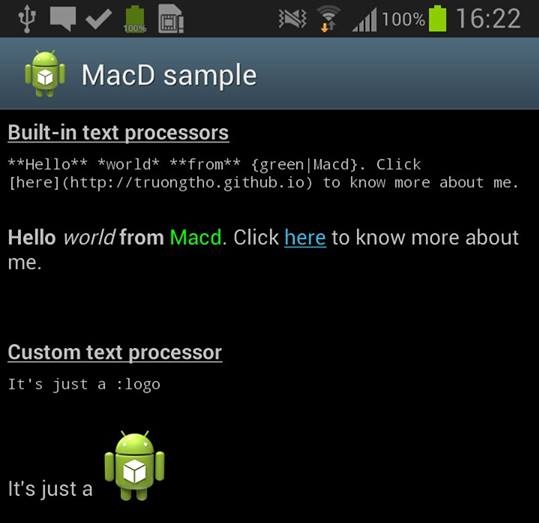 100%
100%
16:22
MacD sample
Built-in text processors
**Hello** *world* **from** {green|Macd}. Click
[here](http://truongtho.github.io) to know more about me.
Hello world from Macd. Click here to know more about
me.
Custom text processor
It's just a :logo
It's just a